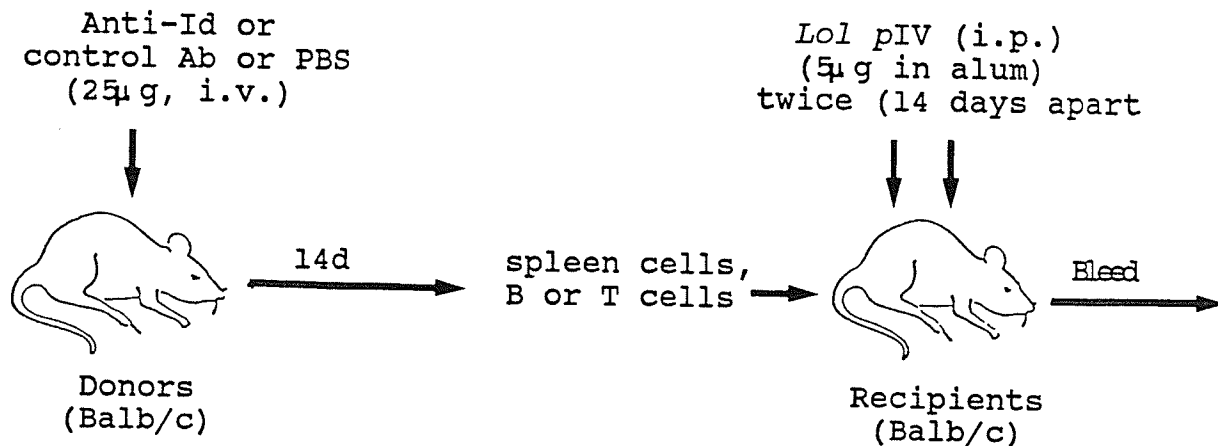 Anti-Id or
control Ab or PBS
(25µg, i.v.)
Lol pIV (i.p.)
(5µg in alum)
twice (14 days apart
14d
spleen cells,
B or T cells
Bleed
Donors
(Balb/c)
Recipients
(Balb/c)